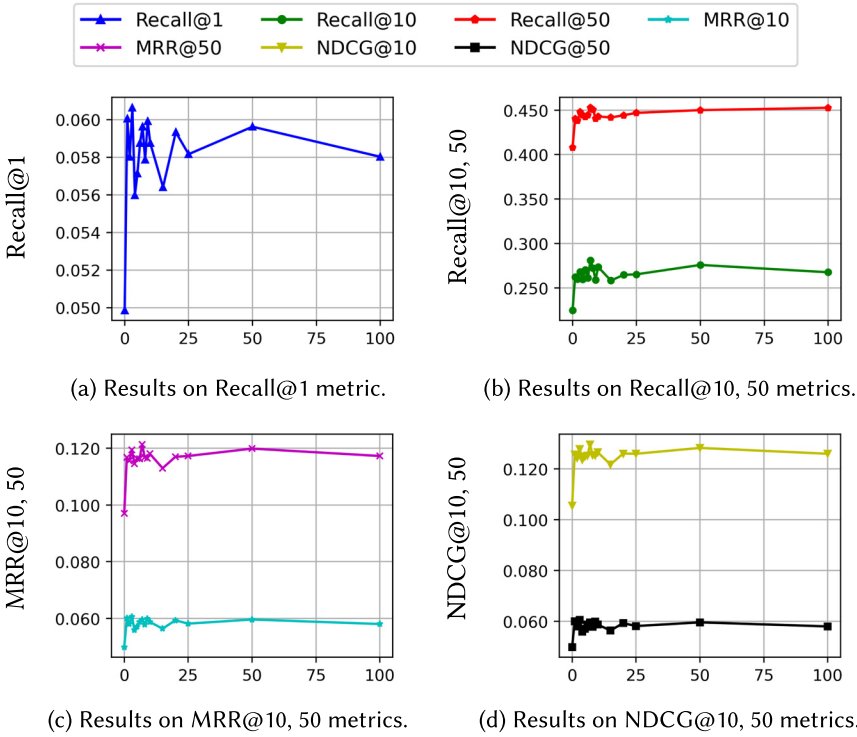 Recall@1 Recall@10 Recall@50 MRR@10
MRR@50 NDCG@10 NDCG@50
Recall@1
0.060
0.058
0.056
0.054
0.052
0.050
0 25 50 75 100
(a) Results on Recall@1 metric.
Recall@10, 50
0.450
0.400
0.350
0.300
0.250
0 25 50 75 100
(b) Results on Recall@10, 50 metrics.
MRR@10, 50
0.120
0.100
0.080
0.060
0 25 50 75 100
(c) Results on MRR@10, 50 metrics.
NDCG@10, 50
0.120
0.100
0.080
0.060
0 25 50 75 100
(d) Results on NDCG@10, 50 metrics.